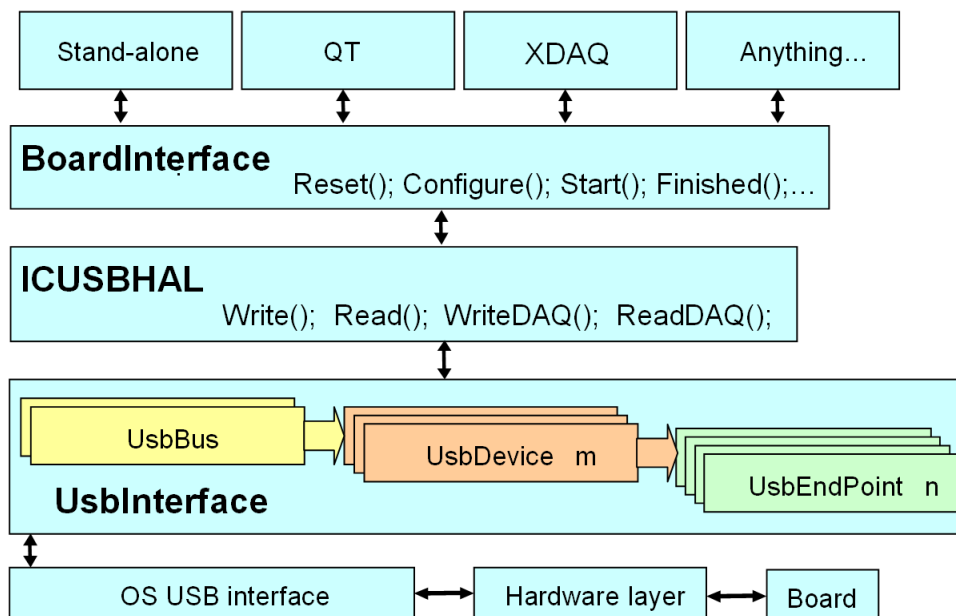 Stand-alone
QT
XDAQ
Anything...
BoardInterface
Reset(); Configure(); Start(); Finished();...
ICUSBHAL
Write(); Read(); WriteDAQ(); ReadDAQ();
UsbBus
UsbDevice m
UsbEndPoint n
UsbInterface
OS USB interface
Hardware layer
Board